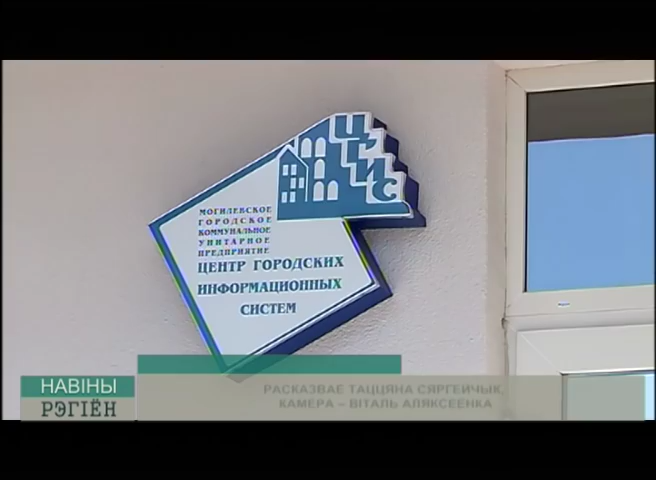 ЦГИС
МОГИЛЕВСКОЕ
ГОРОДСКОЕ
КОММУНАЛЬНОЕ
УНИТАРНОЕ
ПРЕДПРИЯТИЕ
ЦЕНТР ГОРОДСКИХ
ИНФОРМАЦИОННЫХ
СИСТЕМ
НАВІНЫ
РЭГІЁН
РАСКАЗВАЕ ТАЦЦЯНА СЯРГЕЙЧЫК,
КАМЕРА – ВІТАЛЬ АЛЯКСЕЕНКА